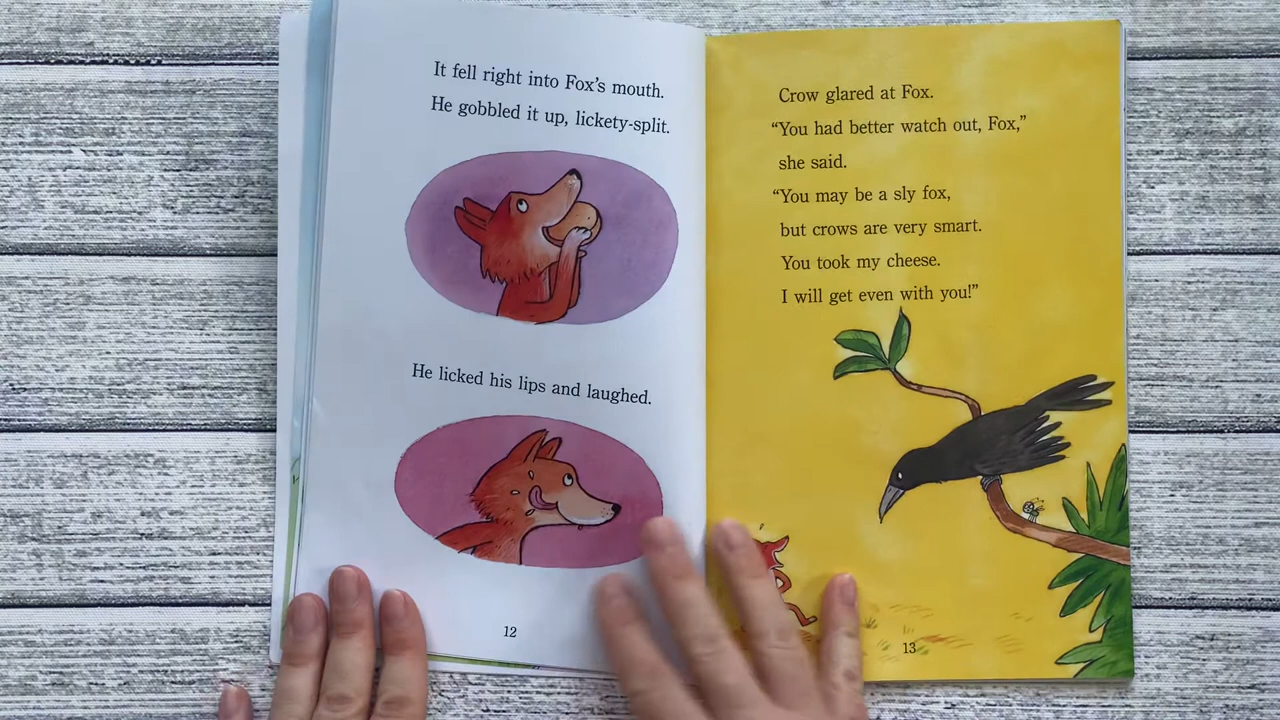 It fell right into Fox's mouth.
He gobbled it up, lickety-split.
He licked his lips and laughed.
12
Crow glared at Fox.
“You had better watch out, Fox,”
she said.
“You may be a sly fox,
but crows are very smart.
You took my cheese.
I will get even with you!”
13